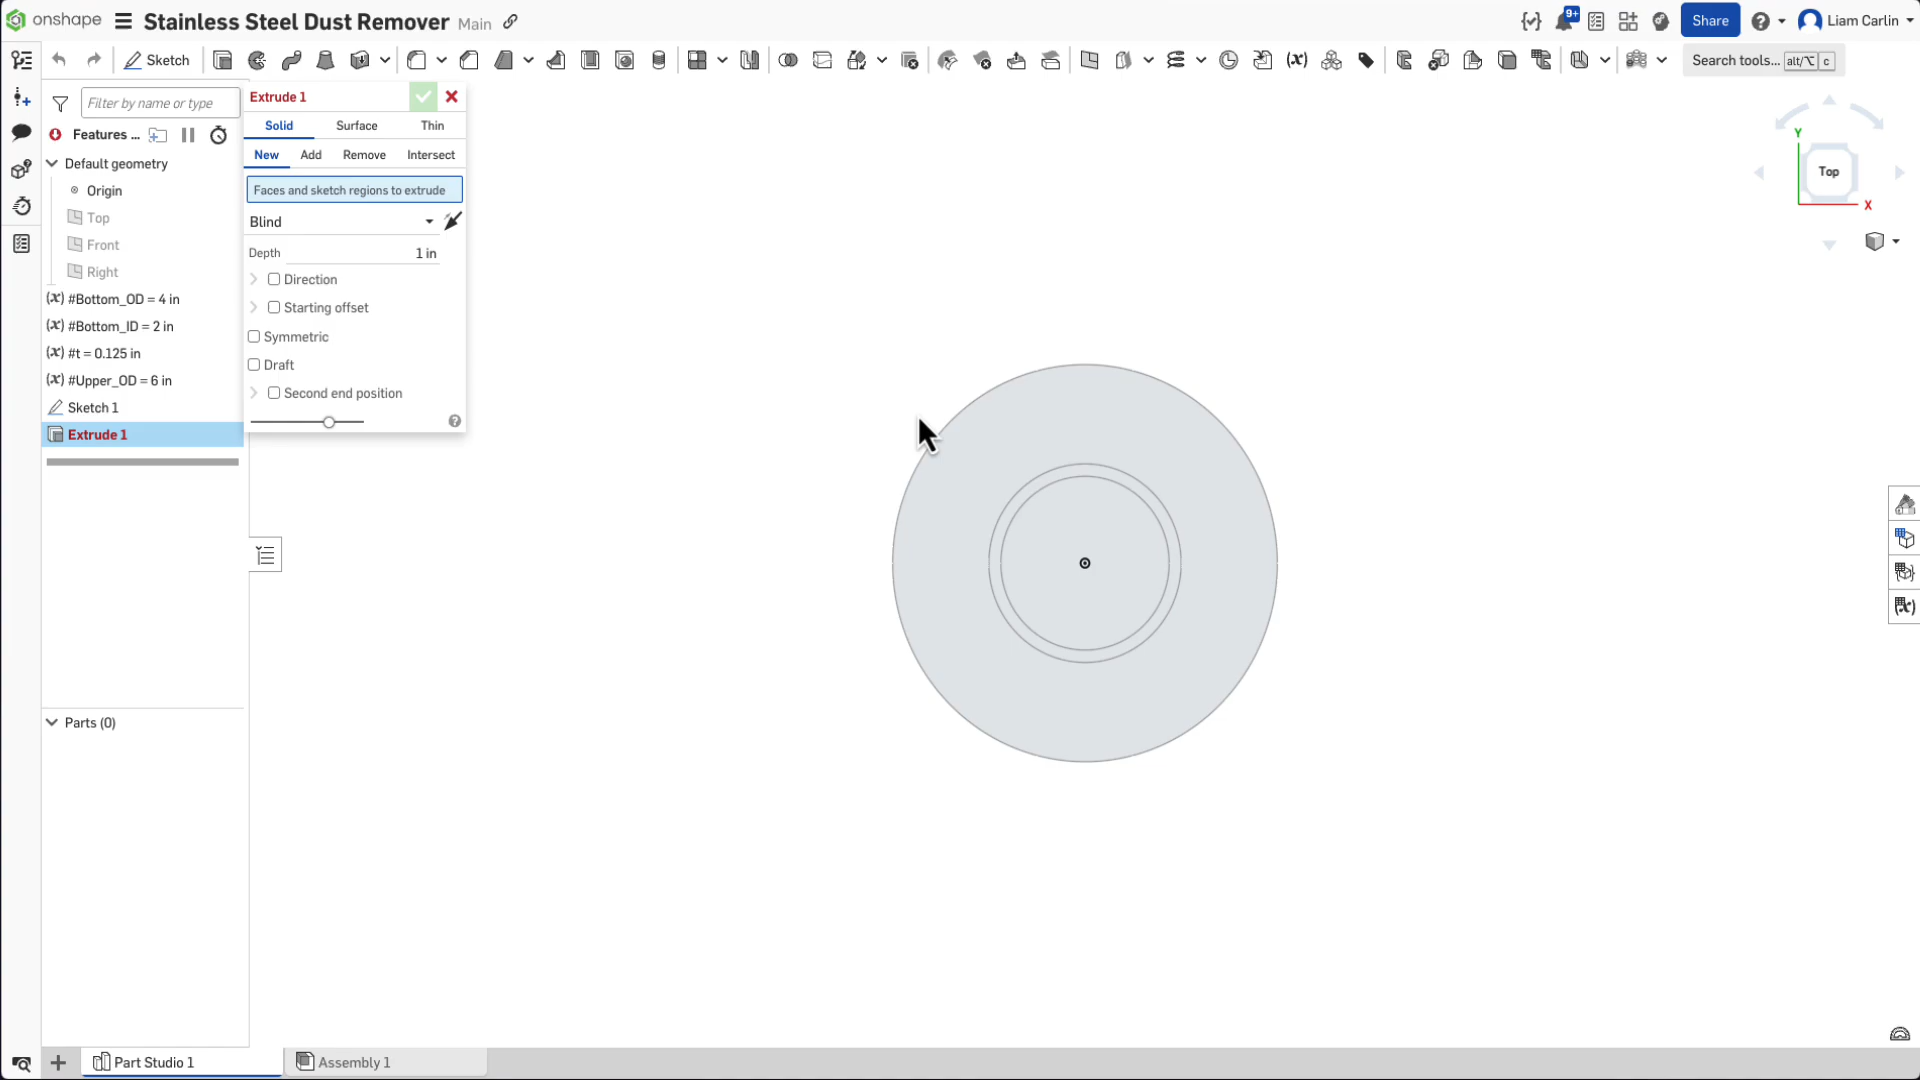 onshape Stainless Steel Dust Remover Main 9+ Share Liam Carlin
Sketch Search tools... alt/⌥ c
Filter by name or type
Features ...
Default geometry
Origin
Top
Front
Right
(x) #Bottom_OD = 4 in
(x) #Bottom_ID = 2 in
(x) #t = 0.125 in
(x) #Upper_OD = 6 in
Sketch 1
Extrude 1
Parts (0)
Extrude 1
Solid Surface Thin
New Add Remove Intersect
Faces and sketch regions to extrude
Blind
Depth 1 in
Direction
Starting offset
Symmetric
Draft
Second end position
Y
Top
X
Part Studio 1 Assembly 1